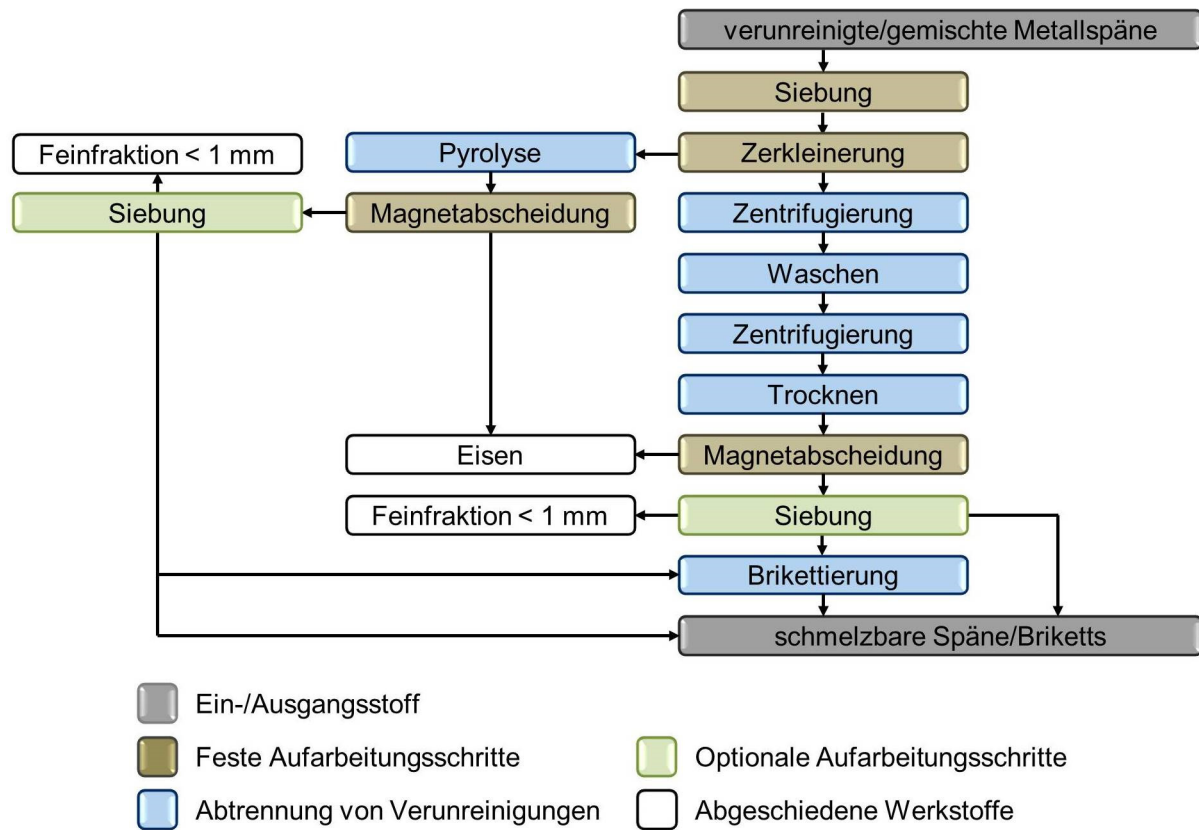 verunreinigte/gemischte Metallspäne
Siebung
Feinfraktion < 1 mm
Pyrolyse
Zerkleinerung
Siebung
Magnetabscheidung
Zentrifugierung
Waschen
Zentrifugierung
Trocknen
Eisen
Magnetabscheidung
Feinfraktion < 1 mm
Siebung
Brikettierung
schmelzbare Späne/Briketts
Ein-/Ausgangsstoff
Feste Aufarbeitungsschritte
Optionale Aufarbeitungsschritte
Abtrennung von Verunreinigungen
Abgeschiedene Werkstoffe